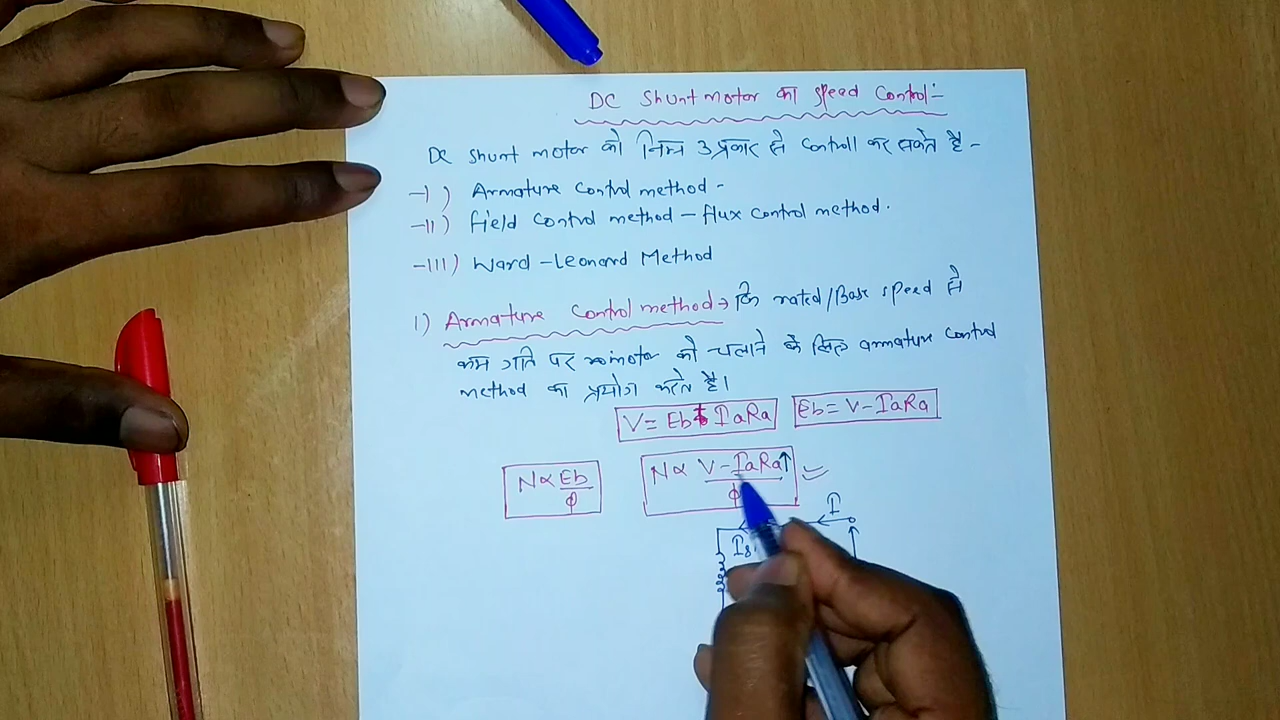 DC Shunt motor का Speed Control:-
DC Shunt motor को निम्न 3 प्रकार से Controll कर सकते है -
I) Armature Control method -
II) field Control method - flux control method.
III) Ward-Leonard Method
1) Armature Control method → कि rated/Base speed से
कम गति पर motor को चलाने के लिए armature control
method का प्रयोग करते है।
V = Eb + IaRa Eb = V - IaRa
N ∝ Eb/ϕ N ∝ V - IaRa↑/ϕ
I